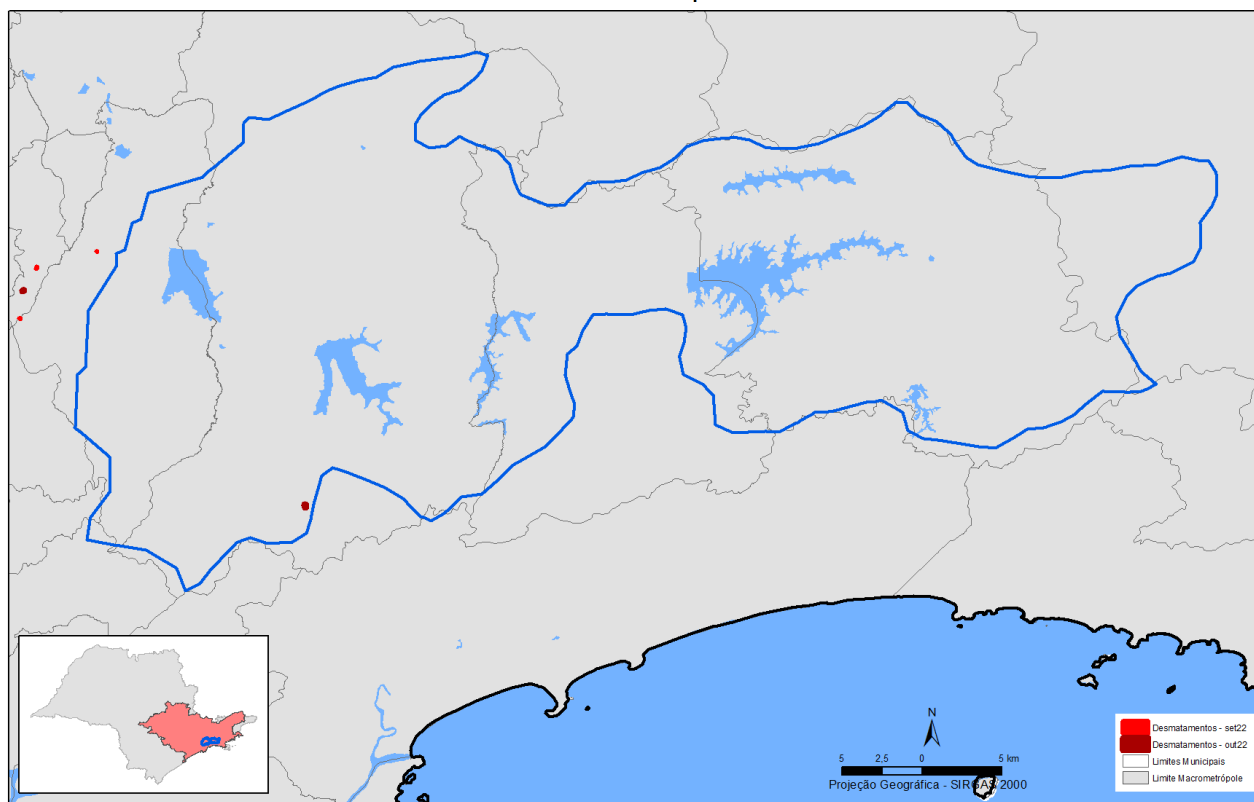 N
5 2.5 0 5 km
Projeção Geográfica - SIRGAS 2000
Desmatamentos - set22
Desmatamentos - out22
Limites Municipais
Limite Macrometrópole